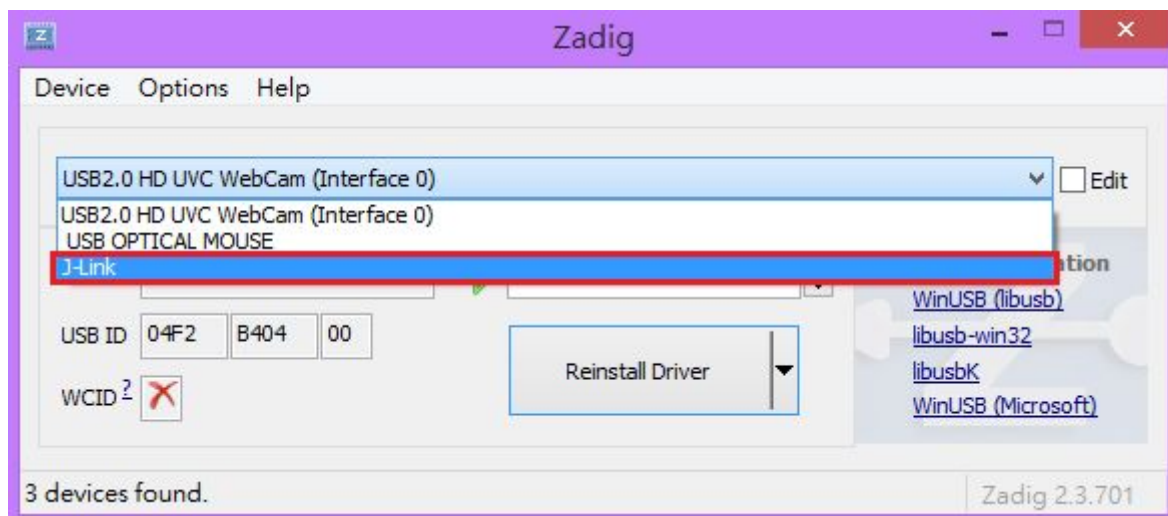 Z
Zadig
Device Options Help
USB2.0 HD UVC WebCam (Interface 0)
Edit
USB2.0 HD UVC WebCam (Interface 0)
USB OPTICAL MOUSE
J-Link
ation
WinUSB (libusb)
USB ID 04F2 B404 00
libusb-win32
Reinstall Driver
libusbK
WCID ?
WinUSB (Microsoft)
3 devices found.
Zadig 2.3.701